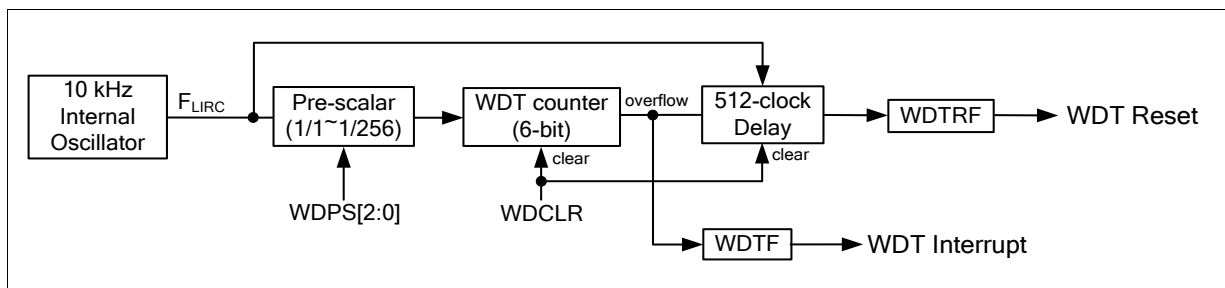 10 kHz
Internal
Oscillator
F_LIRC
Pre-scalar
(1/1~1/256)
WDPS[2:0]
WDT counter
(6-bit)
clear
WDCLR
overflow
512-clock
Delay
clear
WDTRF
WDT Reset
WDTF
WDT Interrupt